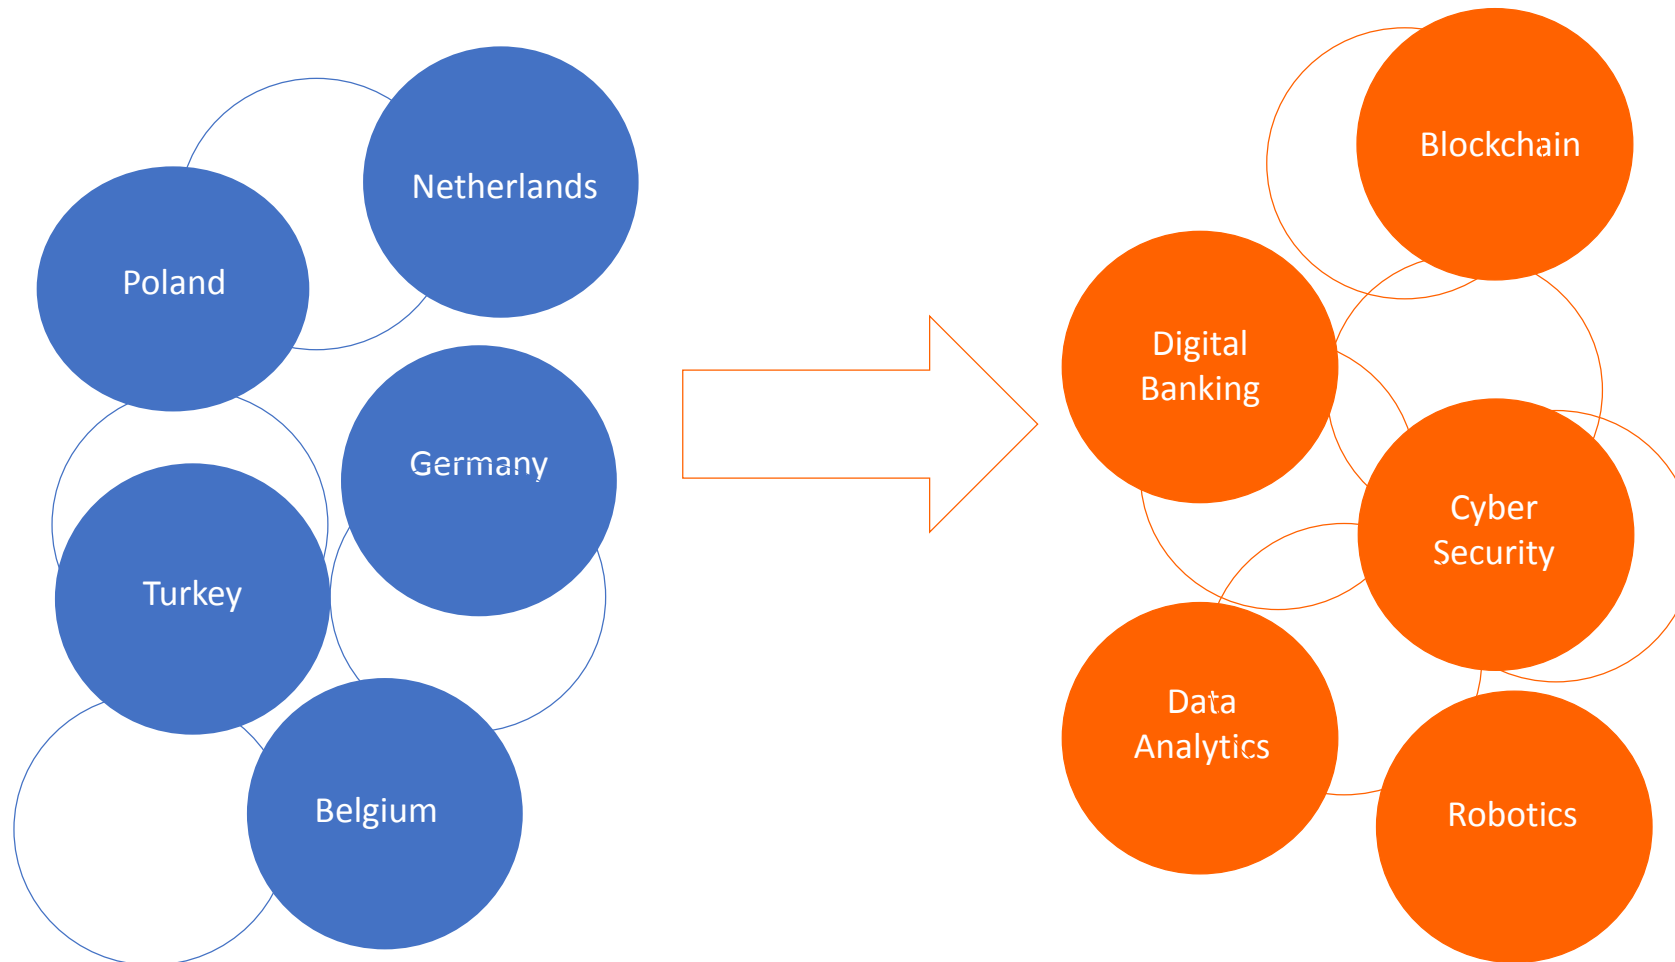 Netherlands
Poland
Germany
Turkey
Belgium
Blockchain
Digital
Banking
Cyber
Security
Data
Analytics
Robotics